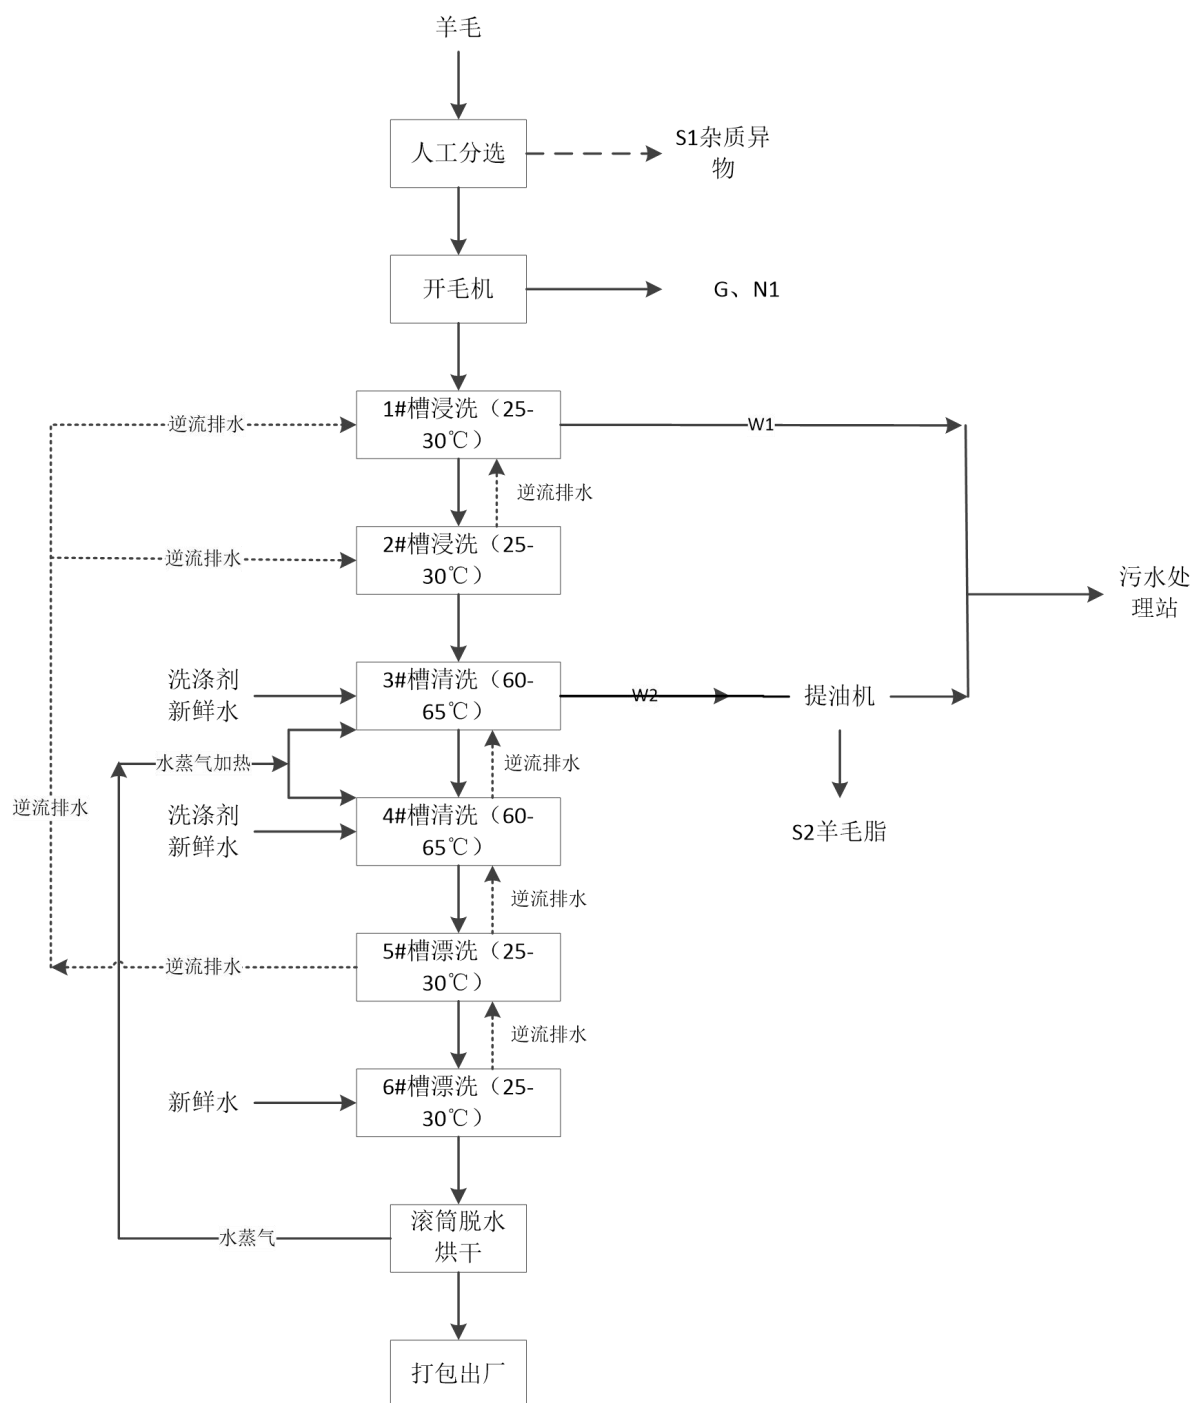 羊毛
人工分选
S1杂质异
物
开毛机
G、N1
1#槽浸洗（25-
30℃）
逆流排水
W1
逆流排水
2#槽浸洗（25-
30℃）
逆流排水
污水处
理站
洗涤剂
新鲜水
3#槽清洗（60-
65℃）
W2
提油机
水蒸气加热
逆流排水
逆流排水
洗涤剂
新鲜水
4#槽清洗（60-
65℃）
S2羊毛脂
逆流排水
5#槽漂洗（25-
30℃）
逆流排水
逆流排水
新鲜水
6#槽漂洗（25-
30℃）
滚筒脱水
烘干
水蒸气
打包出厂